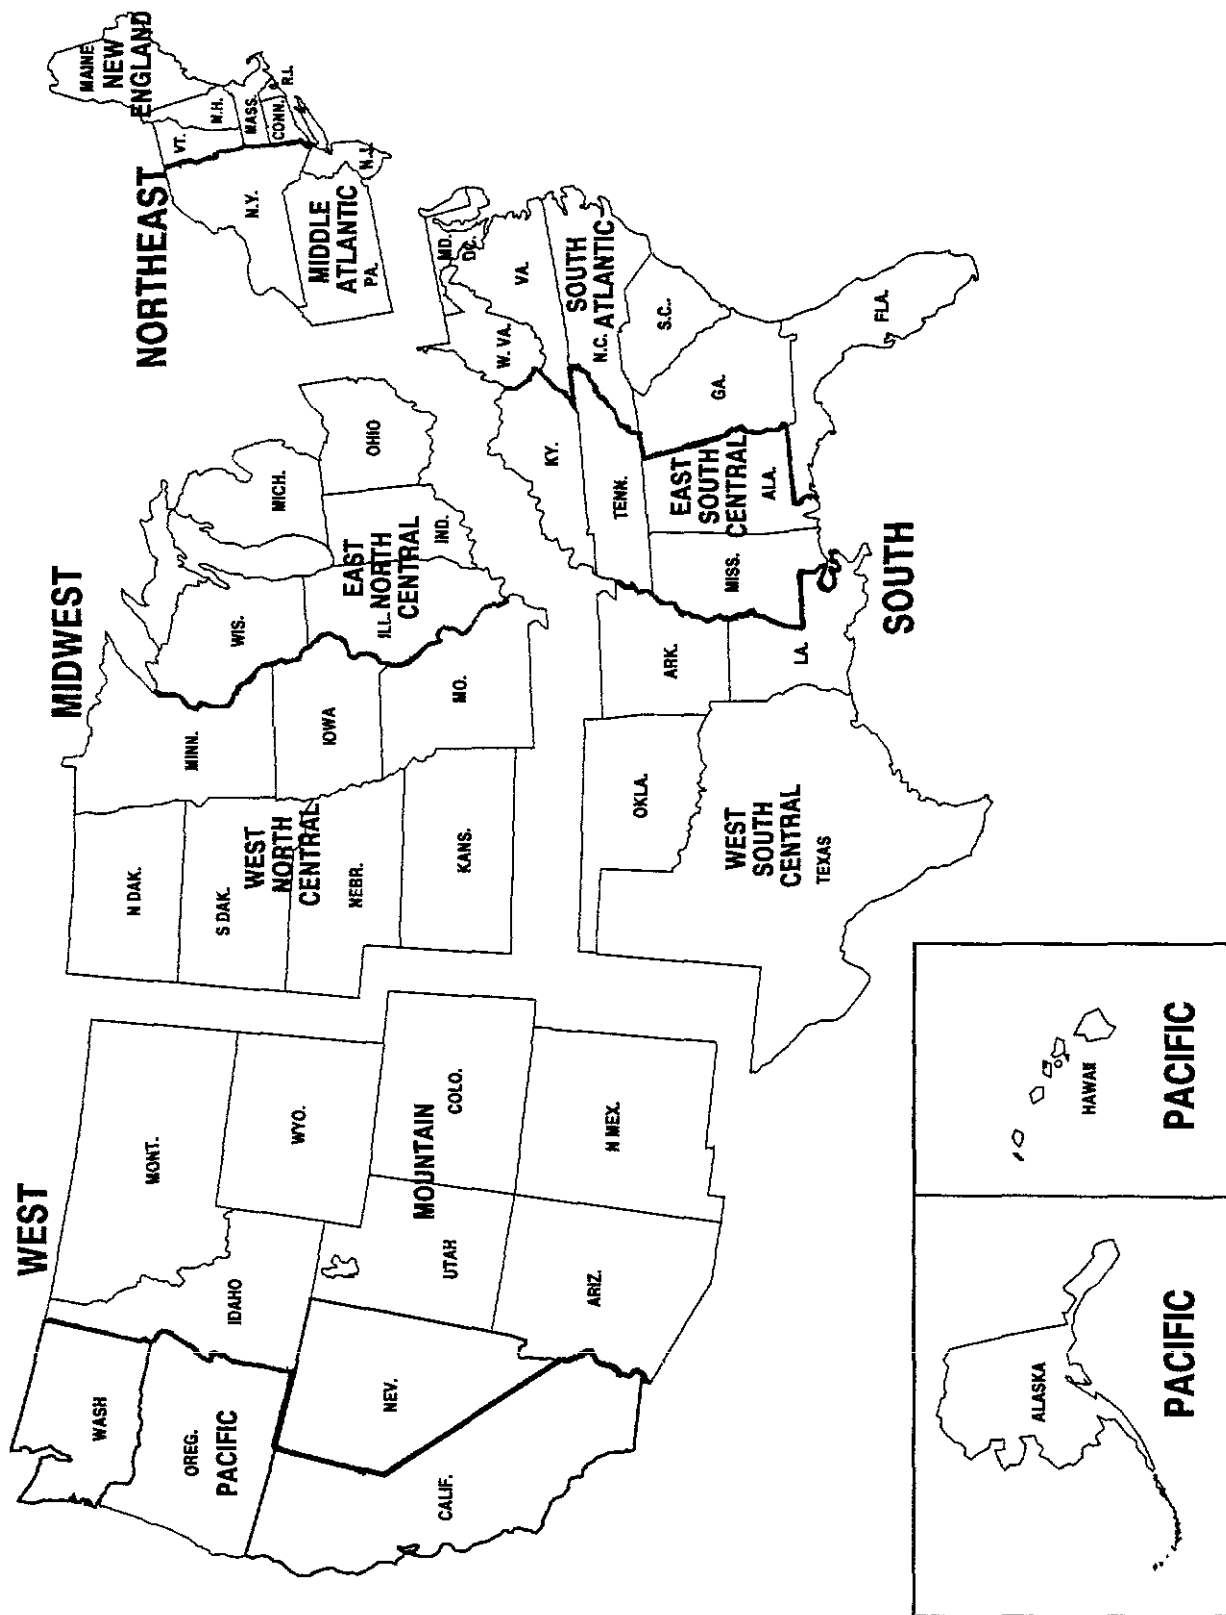 WEST
WASH
OREG.
PACIFIC
CALIF.
NEV.
IDAHO
MONT.
WYO.
MOUNTAIN
UTAH
COLO.
ARIZ.
N MEX.
MIDWEST
N DAK.
S DAK.
WEST
NORTH
CENTRAL
NEBR.
KANS.
MINN.
IOWA
MO.
WIS.
EAST
ILL. NORTH
CENTRAL
MICH.
IND.
OHIO
NORTHEAST
MAINE
NEW
ENGLAND
VT.
N.H.
MASS.
CONN.
R.I.
N.Y.
N.J.
MIDDLE
ATLANTIC
PA.
SOUTH
OKLA.
WEST
SOUTH
CENTRAL
TEXAS
ARK.
LA.
KY.
TENN.
EAST
SOUTH
CENTRAL
MISS.
ALA.
MD.
DC.
W. VA.
VA.
SOUTH
ATLANTIC
N.C.
S.C.
GA.
FLA.
ALASKA
PACIFIC
HAWAII
PACIFIC